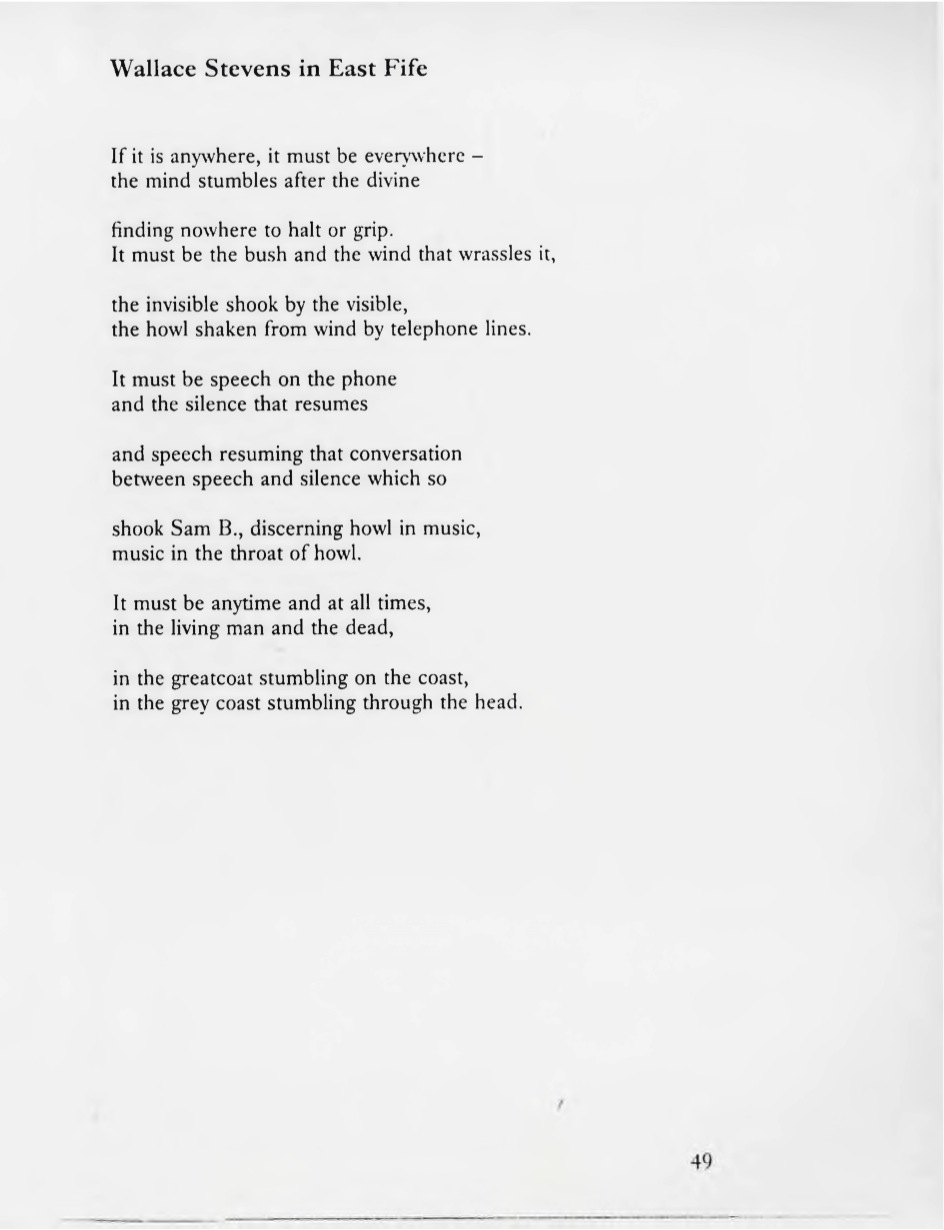 Wallace Stevens in East Fife
If it is anywhere, it must be everywhere –
the mind stumbles after the divine
finding nowhere to halt or grip.
It must be the bush and the wind that wrassles it,
the invisible shook by the visible,
the howl shaken from wind by telephone lines.
It must be speech on the phone
and the silence that resumes
and speech resuming that conversation
between speech and silence which so
shook Sam B., discerning howl in music,
music in the throat of howl.
It must be anytime and at all times,
in the living man and the dead,
in the greatcoat stumbling on the coast,
in the grey coast stumbling through the head.
49